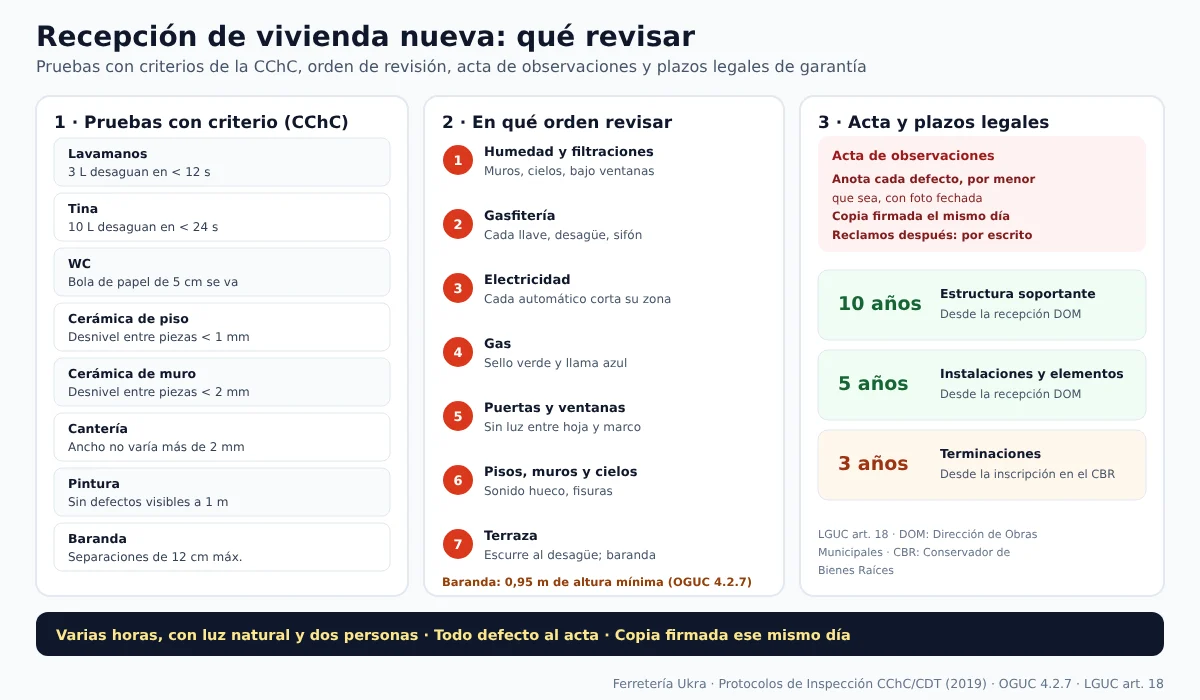 Recepción de vivienda nueva: qué revisar
Pruebas con criterios de la CChC, orden de revisión, acta de observaciones y plazos legales de garantía
1 · Pruebas con criterio (CChC)
Lavamanos
3 L desaguan en < 12 s
Tina
10 L desaguan en < 24 s
WC
Bola de papel de 5 cm se va
Cerámica de piso
Desnivel entre piezas < 1 mm
Cerámica de muro
Desnivel entre piezas < 2 mm
Cantería
Ancho no varía más de 2 mm
Pintura
Sin defectos visibles a 1 m
Baranda
Separaciones de 12 cm máx.
2 · En qué orden revisar
1
Humedad y filtraciones
Muros, cielos, bajo ventanas
2
Gasfitería
Cada llave, desagüe, sifón
3
Electricidad
Cada automático corta su zona
4
Gas
Sello verde y llama azul
5
Puertas y ventanas
Sin luz entre hoja y marco
6
Pisos, muros y cielos
Sonido hueco, fisuras
7
Terraza
Escurre al desagüe; baranda
Baranda: 0,95 m de altura mínima (OGUC 4.2.7)
3 · Acta y plazos legales
Acta de observaciones
Anota cada defecto, por menor
que sea, con foto fechada
Copia firmada el mismo día
Reclamos después: por escrito
10 años
Estructura soportante
Desde la recepción DOM
5 años
Instalaciones y elementos
Desde la recepción DOM
3 años
Terminaciones
Desde la inscripción en el CBR
LGUC art. 18 · DOM: Dirección de Obras
Municipales · CBR: Conservador de
Bienes Raíces
Varias horas, con luz natural y dos personas · Todo defecto al acta · Copia firmada ese mismo día
Ferretería Ukra · Protocolos de Inspección CChC/CDT (2019) · OGUC 4.2.7 · LGUC art. 18